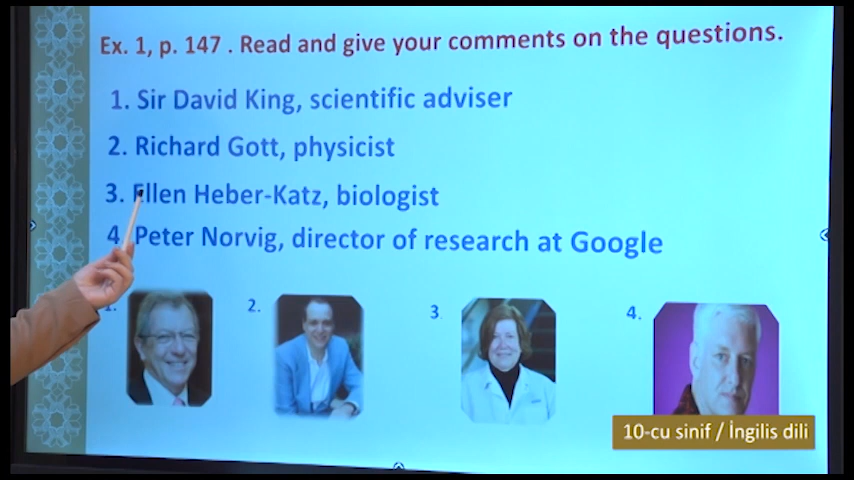 Ex. 1, p. 147 . Read and give your comments on the questions.
1. Sir David King, scientific adviser
2. Richard Gott, physicist
3. Ellen Heber-Katz, biologist
4 Peter Norvig, director of research at Google
1.
2.
3
4.
10-cu sinif / İngilis dili